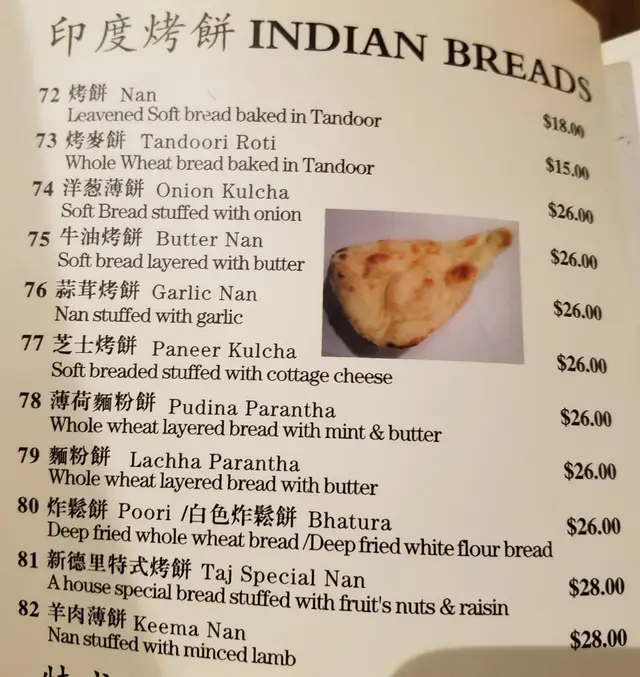 印度烤餅 INDIAN BREADS
72 烤餅 Nan
Leavened Soft bread baked in Tandoor $18.00
73 烤麥餅 Tandoori Roti
Whole Wheat bread baked in Tandoor $15.00
74 洋葱薄餅 Onion Kulcha
Soft Bread stuffed with onion $26.00
75 牛油烤餅 Butter Nan
Soft bread layered with butter $26.00
76 蒜茸烤餅 Garlic Nan
Nan stuffed with garlic $26.00
77 芝士烤餅 Paneer Kulcha
Soft breaded stuffed with cottage cheese $26.00
78 薄荷麵粉餅 Pudina Parantha
Whole wheat layered bread with mint & butter $26.00
79 麵粉餅 Lachha Parantha
Whole wheat layered bread with butter $26.00
80 炸鬆餅 Poori /白色炸鬆餅 Bhatura
Deep fried whole wheat bread /Deep fried white flour bread $26.00
81 新德里特式烤餅 Taj Special Nan
A house special bread stuffed with fruit's nuts & raisin $28.00
82 羊肉薄餅 Keema Nan
Nan stuffed with minced lamb $28.00